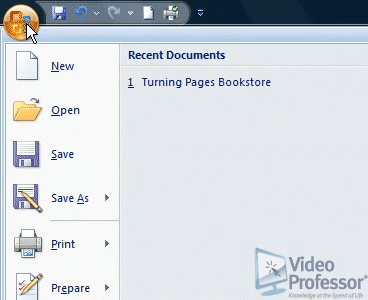 Recent Documents
1 Turning Pages Bookstore
New
Open
Save
Save As
Print
Prepare
Video
Professor®
Knowledge at the Speed of Life